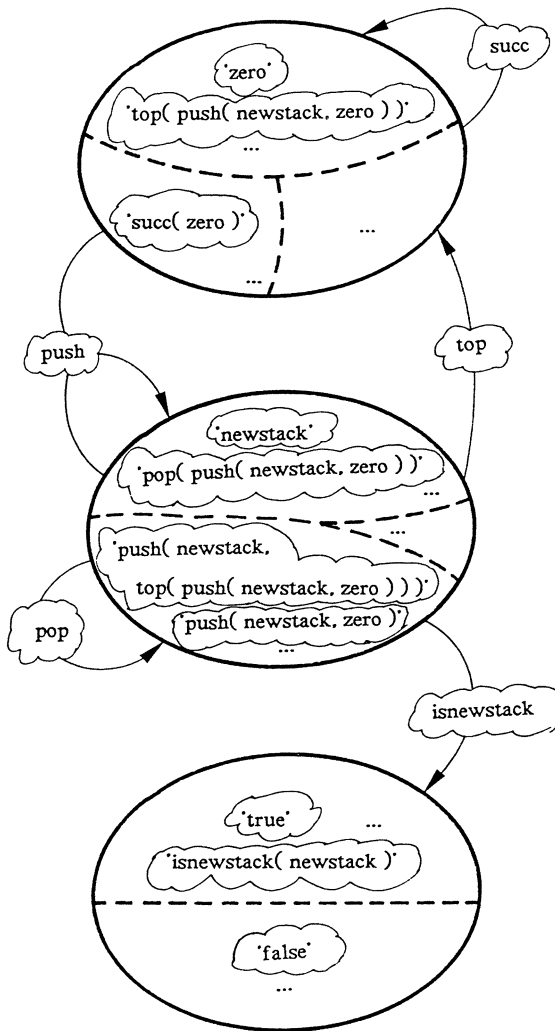 succ
'zero'
'top( push( newstack, zero ) )'
...
'succ( zero )'
...
...
push
top
'newstack'
'pop( push( newstack, zero ) )'
...
...
'push( newstack,
top( push( newstack, zero ) ) )'
'push( newstack, zero )'
...
pop
isnewstack
'true'
...
'isnewstack( newstack )'
'false'
...